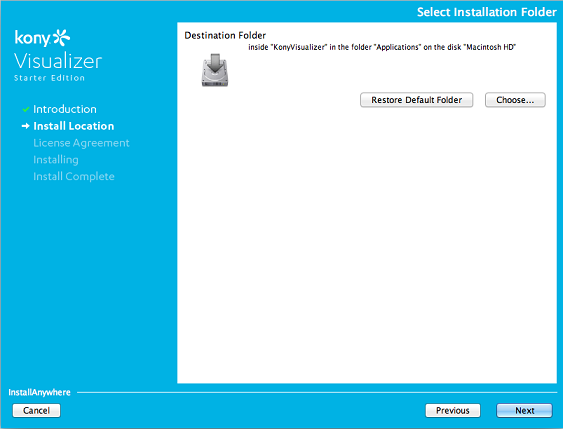 Select Installation Folder
kony
Visualizer
Starter Edition
Introduction
Install Location
License Agreement
Installing
Install Complete
Destination Folder
inside "KonyVisualizer" in the folder "Applications" on the disk "Macintosh HD"
Restore Default Folder
Choose...
InstallAnywhere
Cancel
Previous
Next